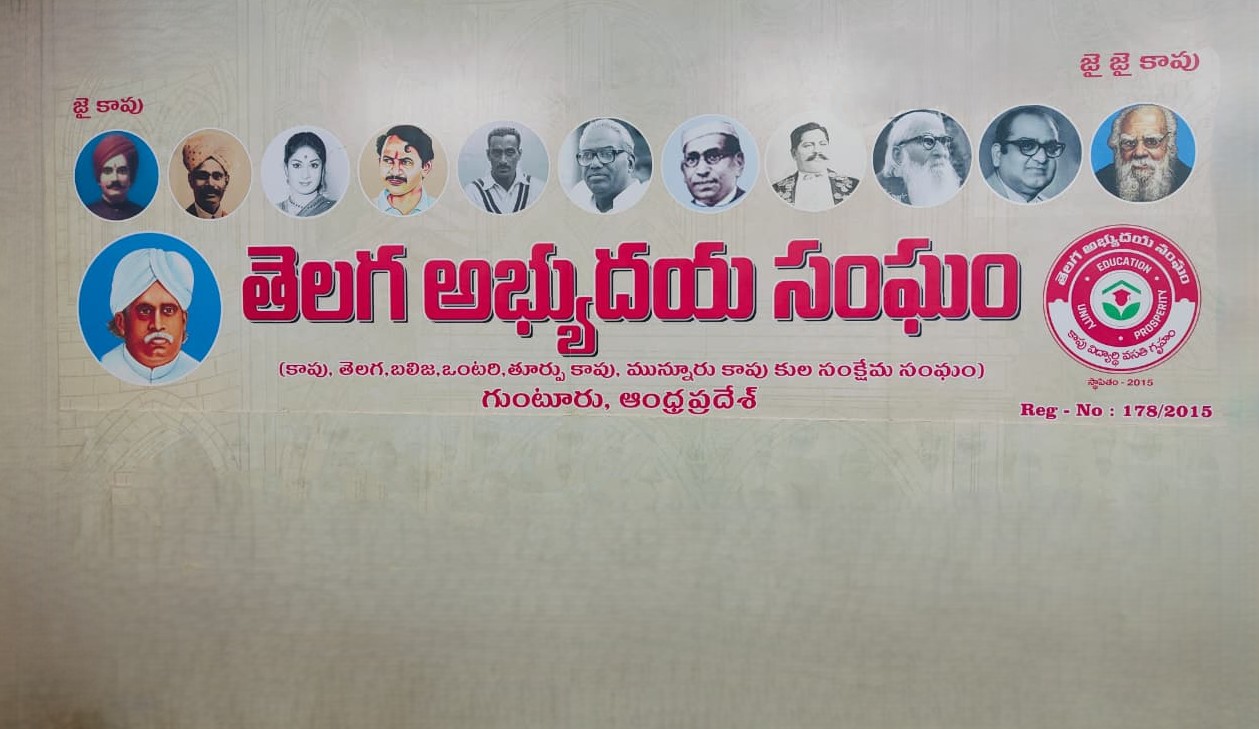 జై కావు
జై జై కాపు
తెలగ అభ్యుదయ సంఘం
(కాపు, తెలగ,బలిజ,ఒంటరి,తూర్పు కాపు, మున్నూరు కాపు కుల సంక్షేమ సంఘం)
గుంటూరు, ఆంధ్రప్రదేశ్
తెలగ అభ్యుదయ సంఘం
EDUCATION
UNITY
PROSPERITY
కాపు విద్యార్థి వసతి గృహం
స్థాపితం - 2015
Reg - No : 178/2015